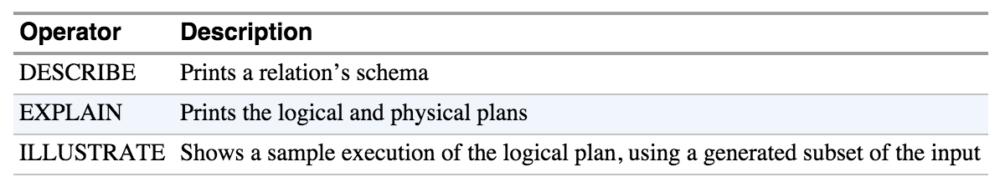 Operator Description
DESCRIBE Prints a relation’s schema
EXPLAIN Prints the logical and physical plans
ILLUSTRATE Shows a sample execution of the logical plan, using a generated subset of the input